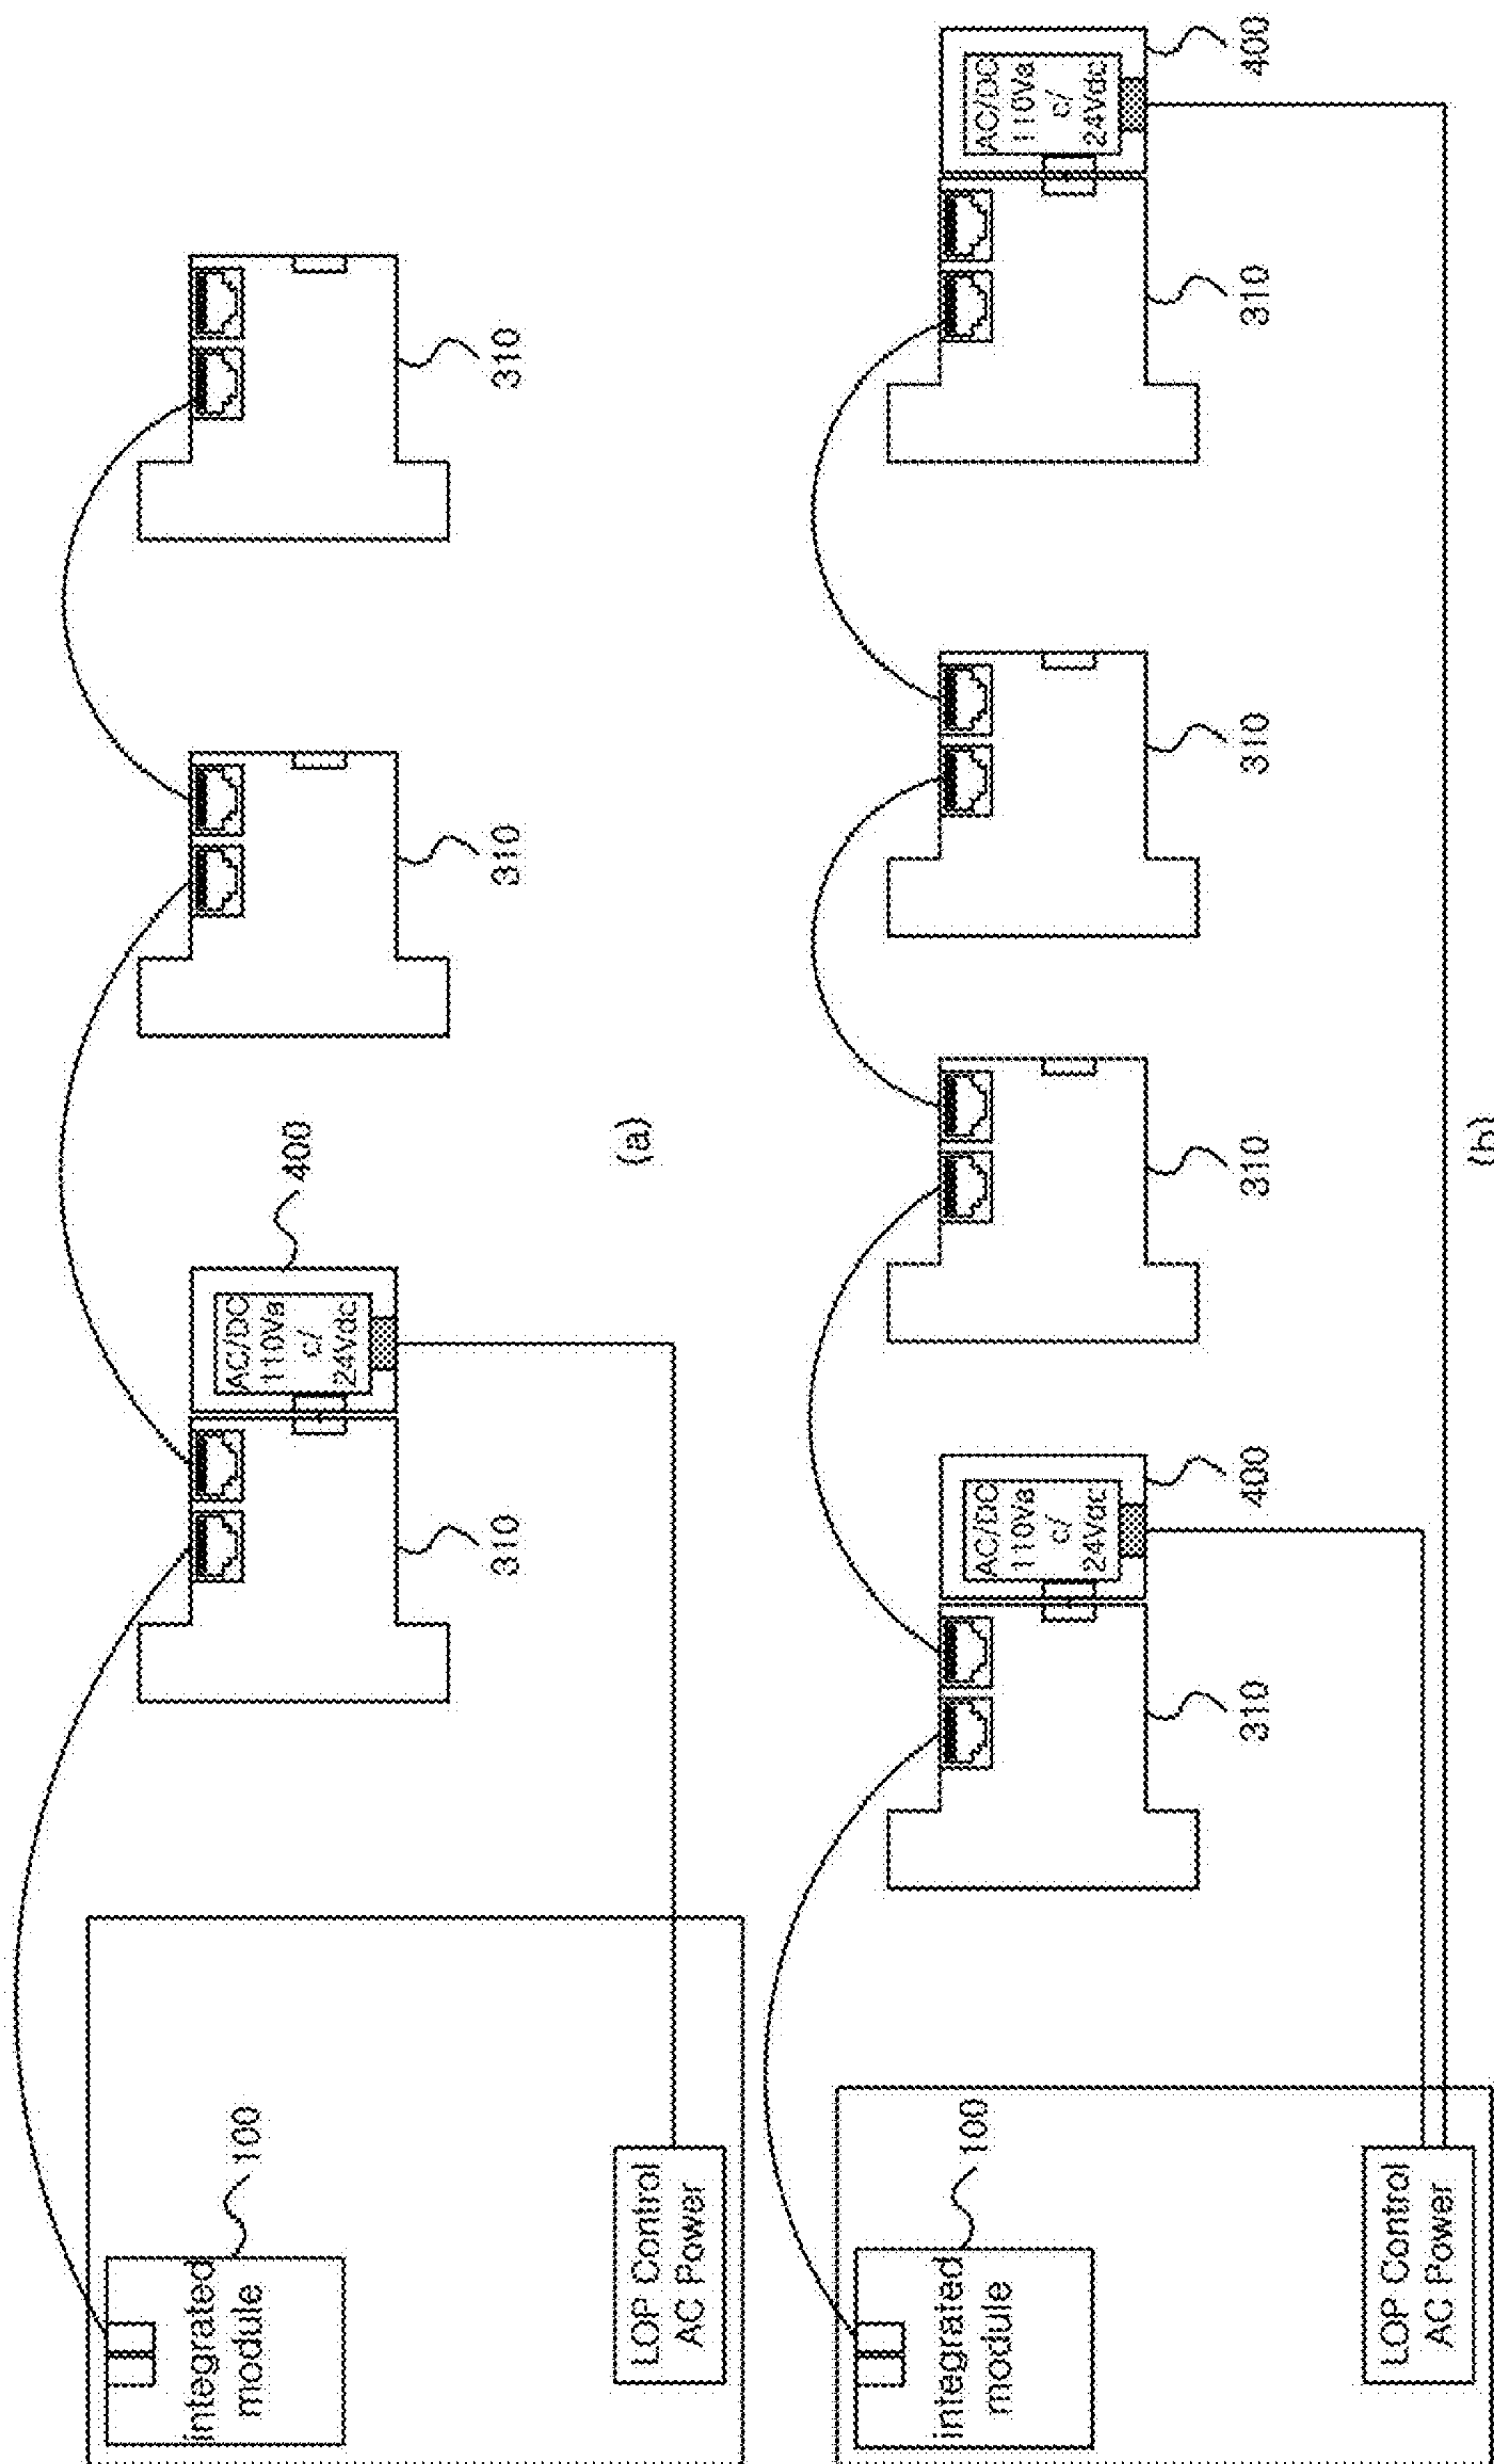 integrated
module
100
LOP Control
AC Power
310
AC/DC
110Va
c/
24Vdc
400
310
310
(a)
integrated
module
100
LOP Control
AC Power
310
AC/DC
110Va
c/
24Vdc
400
310
310
310
AC/DC
110Va
c/
24Vdc
400
(b)